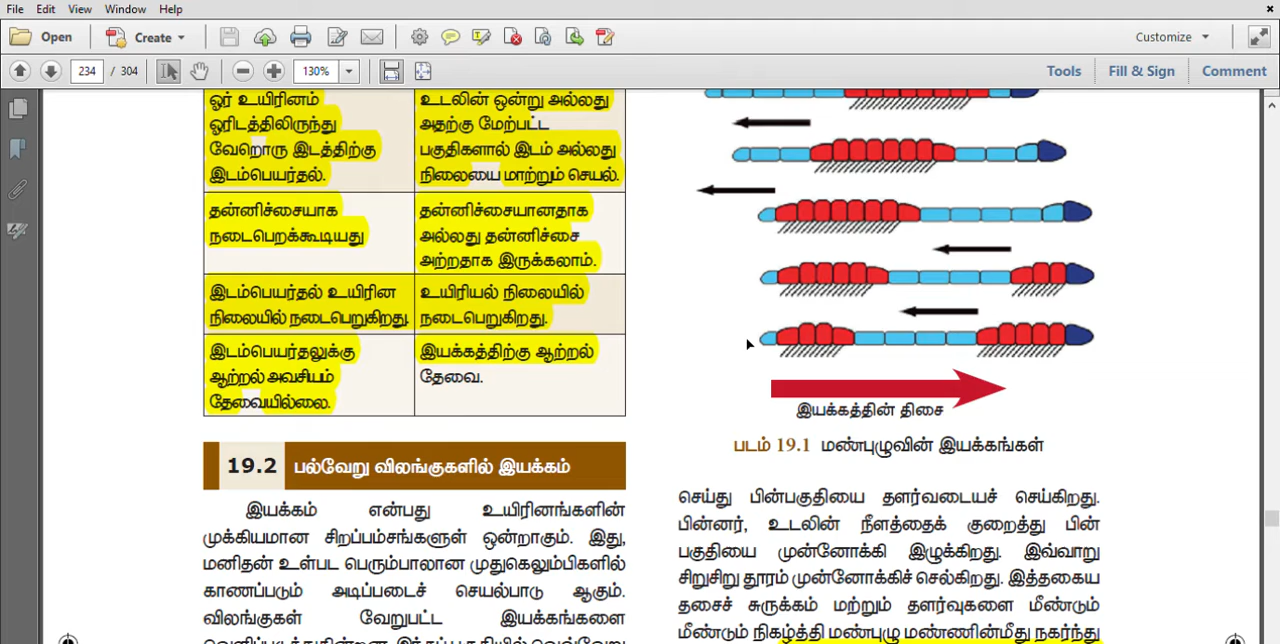 File Edit View Window Help
Open Create Customize
234 / 304 130% Tools Fill & Sign Comment
ஓர் உயிரினம்
ஓரிடத்திலிருந்து
வேறொரு இடத்திற்கு
இடம்பெயர்தல்.
உடலின் ஒன்று அல்லது
அதற்கு மேற்பட்ட
பகுதிகளால் இடம் அல்லது
நிலையை மாற்றும் செயல்.
தன்னிச்சையாக
நடைபெறக்கூடியது
தன்னிச்சையானதாக
அல்லது தன்னிச்சை
அற்றதாக இருக்கலாம்.
இடம்பெயர்தல் உயிரின
நிலையில் நடைபெறுகிறது.
உயிரியல் நிலையில்
நடைபெறுகிறது.
இடம்பெயர்தலுக்கு
ஆற்றல் அவசியம்
தேவையில்லை.
இயக்கத்திற்கு ஆற்றல்
தேவை.
19.2 பல்வேறு விலங்குகளில் இயக்கம்
இயக்கம் என்பது உயிரினங்களின்
முக்கியமான சிறப்பம்சங்களுள் ஒன்றாகும். இது,
மனிதன் உள்பட பெரும்பாலான முதுகெலும்பிகளில்
காணப்படும் அடிப்படைச் செயல்பாடு ஆகும்.
விலங்குகள் வேறுபட்ட இயக்கங்களை
இயக்கத்தின் திசை
படம் 19.1 மண்புழுவின் இயக்கங்கள்
செய்து பின்பகுதியை தளர்வடையச் செய்கிறது.
பின்னர், உடலின் நீளத்தைக் குறைத்து பின்
பகுதியை முன்னோக்கி இழுக்கிறது. இவ்வாறு
சிறுசிறு தூரம் முன்னோக்கிச் செல்கிறது. இத்தகைய
தசைச் சுருக்கம் மற்றும் தளர்வுகளை மீண்டும்
மீண்டும் நிகழ்த்தி மண்புழு மண்ணின்மீது நகர்ந்து